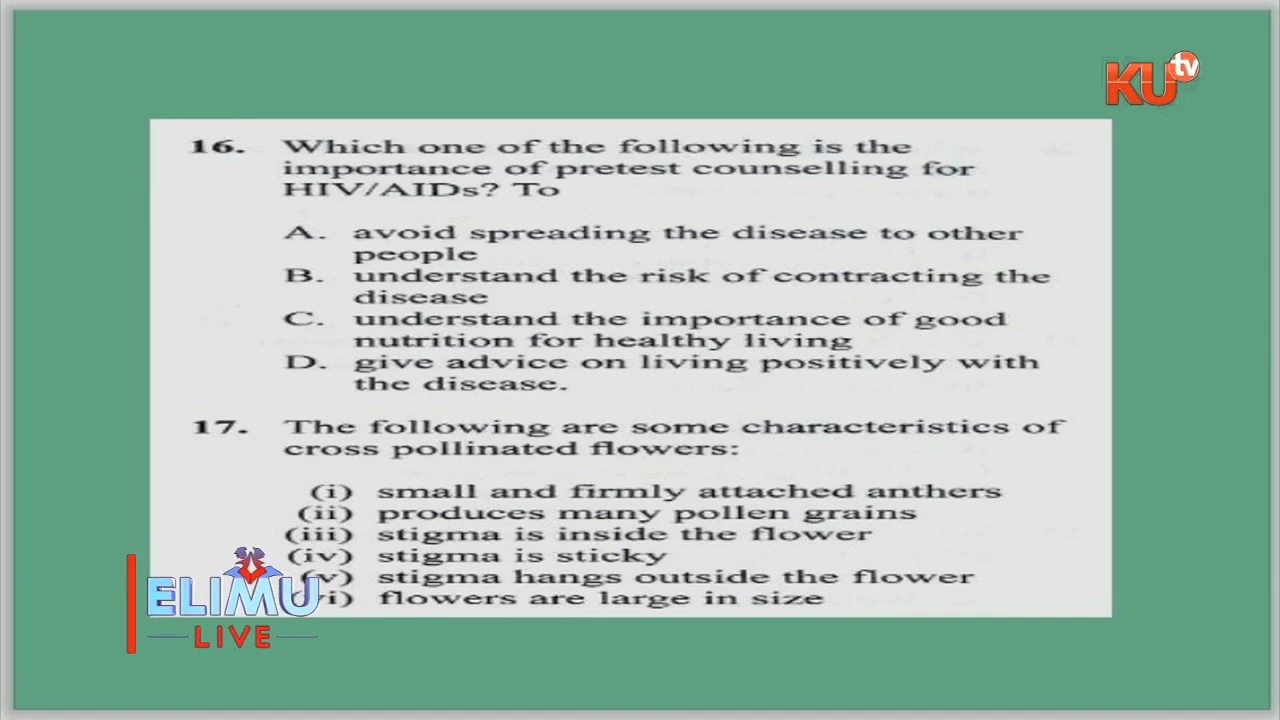 KU tv
16. Which one of the following is the
importance of pretest counselling for
HIV/AIDs? To
A. avoid spreading the disease to other
people
B. understand the risk of contracting the
disease
C. understand the importance of good
nutrition for healthy living
D. give advice on living positively with
the disease.
17. The following are some characteristics of
cross pollinated flowers:
(i) small and firmly attached anthers
(ii) produces many pollen grains
(iii) stigma is inside the flower
(iv) stigma is sticky
(v) stigma hangs outside the flower
(vi) flowers are large in size
ELIMU
LIVE